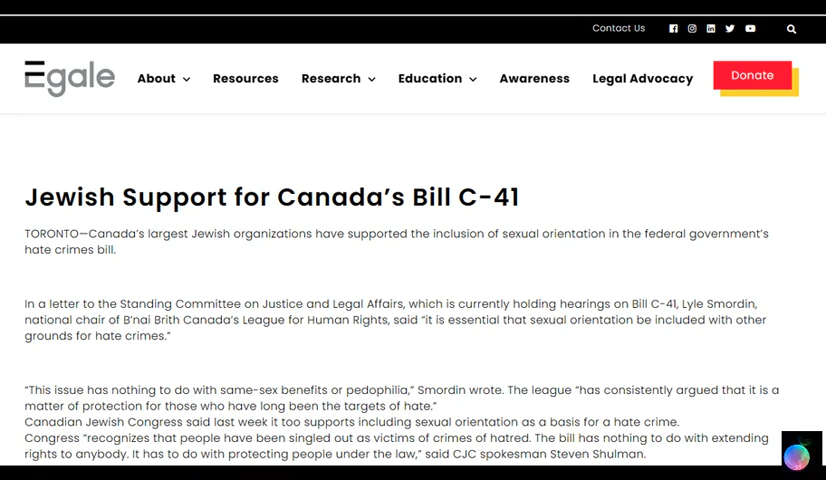 Contact Us
Egale
About
Resources
Research
Education
Awareness
Legal Advocacy
Donate
Jewish Support for Canada's Bill C-41
TORONTO—Canada's largest Jewish organizations have supported the inclusion of sexual orientation in the federal government's
hate crimes bill.
In a letter to the Standing Committee on Justice and Legal Affairs, which is currently holding hearings on Bill C-41, Lyle Smordin,
national chair of B'nai Brith Canada's League for Human Rights, said "it is essential that sexual orientation be included with other
grounds for hate crimes."
"This issue has nothing to do with same-sex benefits or pedophilia," Smordin wrote. The league "has consistently argued that it is a
matter of protection for those who have long been the targets of hate."
Canadian Jewish Congress said last week it too supports including sexual orientation as a basis for a hate crime.
Congress "recognizes that people have been singled out as victims of crimes of hatred. The bill has nothing to do with extending
rights to anybody. It has to do with protecting people under the law," said CJC spokesman Steven Shulman.